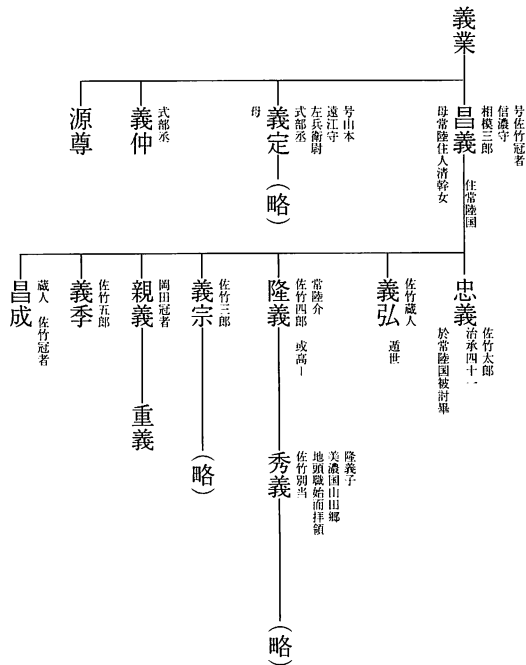 義業
号佐竹冠者
信濃守
相模三郎
昌義
母常陸住人清幹女
住常陸国
号山本
遠江守
左兵衛尉
義定
式部丞
母
(略)
式部丞
義仲
源尊
佐竹太郎
治承四十一
忠義
於常陸国被討畢
佐竹蔵人
義弘
遁世
常陸介
隆義
佐竹四郎 或高ー
佐竹三郎
義宗
(略)
岡田冠者
親義
重義
佐竹五郎
義季
蔵人 佐竹冠者
昌成
隆義子
美濃国山田郷
地頭職始而拝領
秀義
佐竹別当
(略)